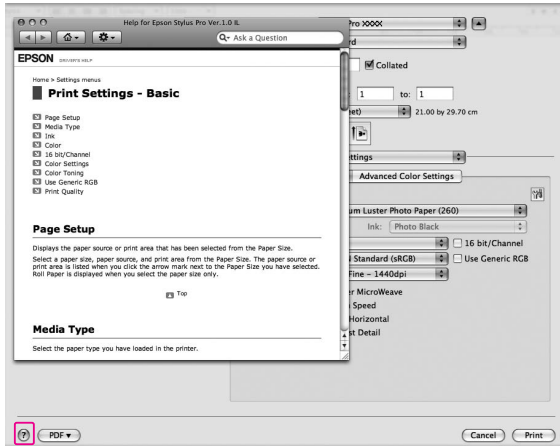 Help for Epson Stylus Pro Ver.1.0 IL
Ask a Question
EPSON DRIVER'S HELP
Home > Settings menus
Print Settings - Basic
Page Setup
Media Type
Ink
Color
16 bit/Channel
Color Settings
Color Toning
Use Generic RGB
Print Quality
Page Setup
Displays the paper source or print area that has been selected from the Paper Size.
Select a paper size, paper source, and print area from the Paper Size. The paper source or
print area is listed when you click the arrow mark next to the Paper Size you have selected.
Roll Paper is displayed when you select the paper size only.
Top
Media Type
Select the paper type you have loaded in the printer.
Pro XXXX
rd
Collated
1 to: 1
eet) 21.00 by 29.70 cm
ettings
Advanced Color Settings
um Luster Photo Paper (260)
Ink: Photo Black
16 bit/Channel
Standard (sRGB) Use Generic RGB
Fine - 1440dpi
er MicroWeave
Speed
Horizontal
st Detail
? PDF Cancel Print